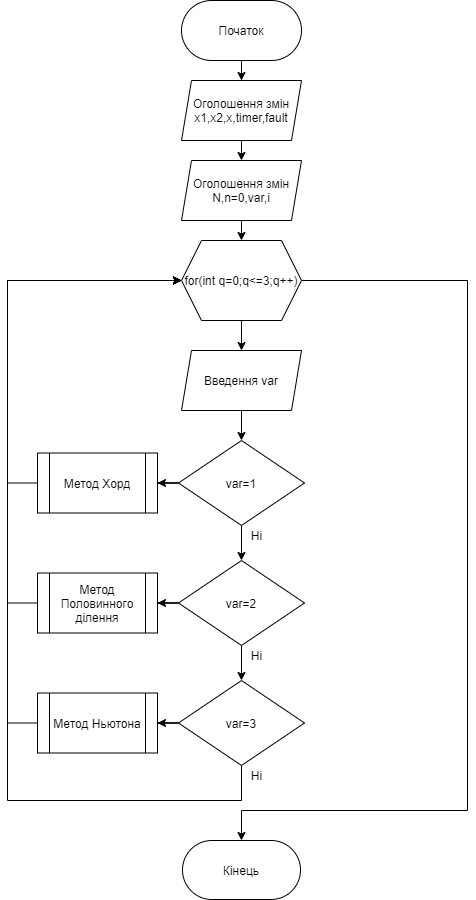 Початок
Оголошення змін
x1,x2,x,timer,fault
Оголошення змін
N,n=0,var,i
for(int q=0;q<=3;q++)
Введення var
Метод Хорд
var=1
Ні
Метод
Половинного
ділення
var=2
Ні
Метод Ньютона
var=3
Ні
Кінець